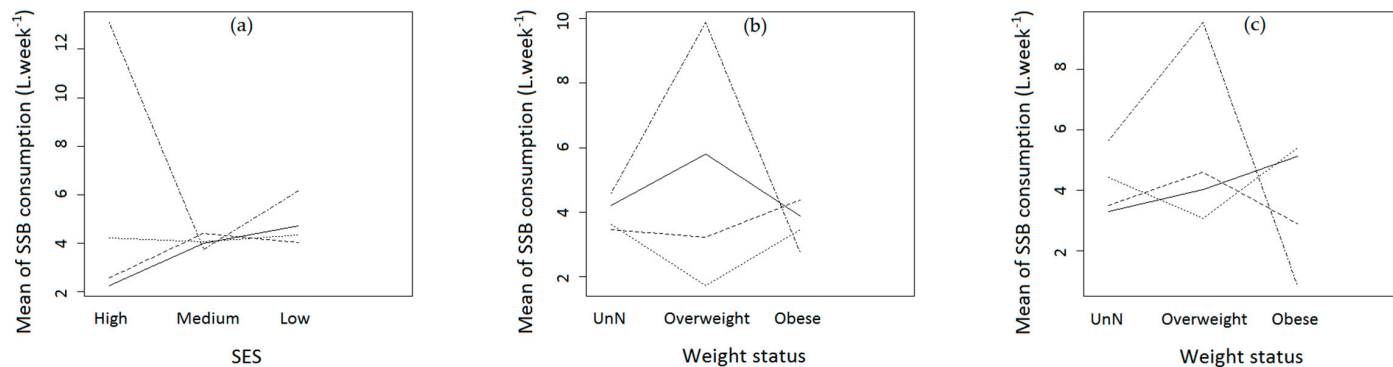 (a)
Mean of SSB consumption (L.week⁻¹)
12
10
8
6
4
2
High Medium Low
SES
(b)
Mean of SSB consumption (L.week⁻¹)
10
8
6
4
2
UnN Overweight Obese
Weight status
(c)
Mean of SSB consumption (L.week⁻¹)
8
6
4
2
UnN Overweight Obese
Weight status